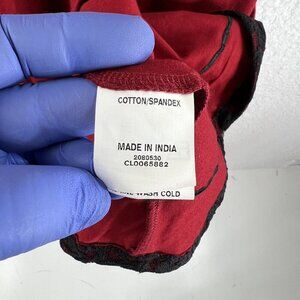 COTTON/SPANDEX
MADE IN INDIA
2080530
CL0065882
WASH COLD